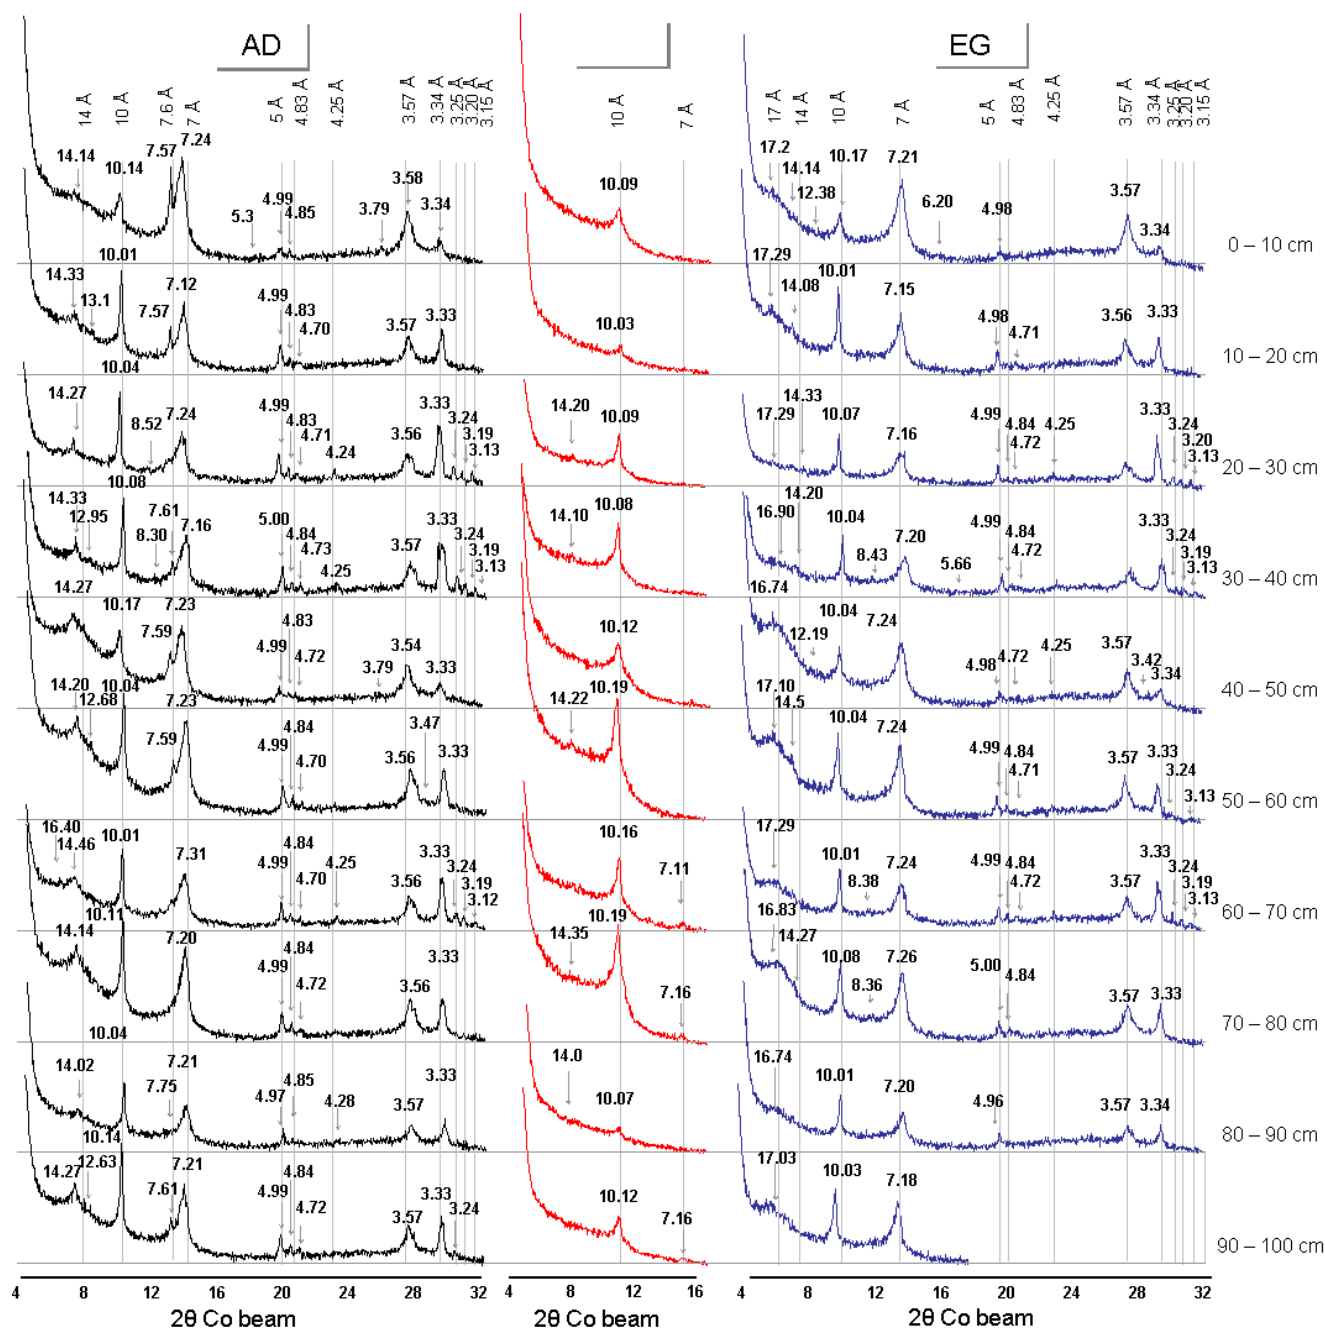 AD
EG
14 Å 10 Å 7.6 Å 7 Å 5 Å 4.83 Å 4.25 Å 3.57 Å 3.34 Å 3.25 Å 3.20 Å 3.15 Å
10 Å 7 Å
17 Å 14 Å 10 Å 7 Å 5 Å 4.83 Å 4.25 Å 3.57 Å 3.34 Å 3.25 Å 3.20 Å 3.15 Å
14.14 10.14 7.57 7.24 5.3 4.99 4.85 3.79 3.58 3.34
10.09
17.2 14.14 12.38 10.17 7.21 6.20 4.98 3.57 3.34
0 – 10 cm
14.33 13.1 10.01 7.57 7.12 4.99 4.83 4.70 3.57 3.33
10.03
17.29 14.08 10.01 7.15 4.98 4.71 3.56 3.33
10 – 20 cm
14.27 10.04 8.52 7.24 4.99 4.83 4.71 4.24 3.56 3.33 3.24 3.19 3.13
14.20 10.09
17.29 14.33 10.07 7.16 4.99 4.84 4.72 4.25 3.33 3.24 3.20 3.13
20 – 30 cm
14.33 12.95 10.08 8.30 7.61 7.16 5.00 4.84 4.73 4.25 3.57 3.33 3.24 3.19 3.13
14.10 10.08
16.90 14.20 10.04 8.43 7.20 5.66 4.99 4.84 4.72 3.33 3.24 3.19 3.13
30 – 40 cm
14.27 10.17 7.59 7.23 4.99 4.83 4.72 3.79 3.54 3.33
10.12
16.74 12.19 10.04 7.24 4.98 4.72 4.25 3.57 3.42 3.34
40 – 50 cm
14.20 12.68 10.04 7.59 7.23 4.99 4.84 4.70 3.56 3.47 3.33
14.22 10.19
17.10 14.5 10.04 7.24 4.99 4.84 4.71 3.57 3.33 3.24 3.13
50 – 60 cm
16.40 14.46 10.01 7.31 4.99 4.84 4.70 4.25 3.56 3.33 3.24 3.19 3.12
10.16 7.11
17.29 10.01 8.38 7.24 4.99 4.84 4.72 3.57 3.33 3.24 3.19 3.13
60 – 70 cm
14.14 10.11 7.20 4.99 4.84 4.72 3.56 3.33
14.35 10.19 7.16
16.83 14.27 10.08 8.36 7.26 5.00 4.84 3.57 3.33
70 – 80 cm
14.02 10.04 7.75 7.21 4.97 4.85 4.28 3.57 3.33
14.0 10.07
16.74 10.01 7.20 4.96 3.57 3.34
80 – 90 cm
14.27 12.63 10.14 7.61 7.21 4.99 4.84 4.72 3.57 3.33 3.24
10.12 7.16
17.03 10.03 7.18
90 – 100 cm
4 8 12 16 20 24 28 32
4 8 12 16
4 8 12 16 20 24 28 32
2θ Co beam
2θ Co beam
2θ Co beam